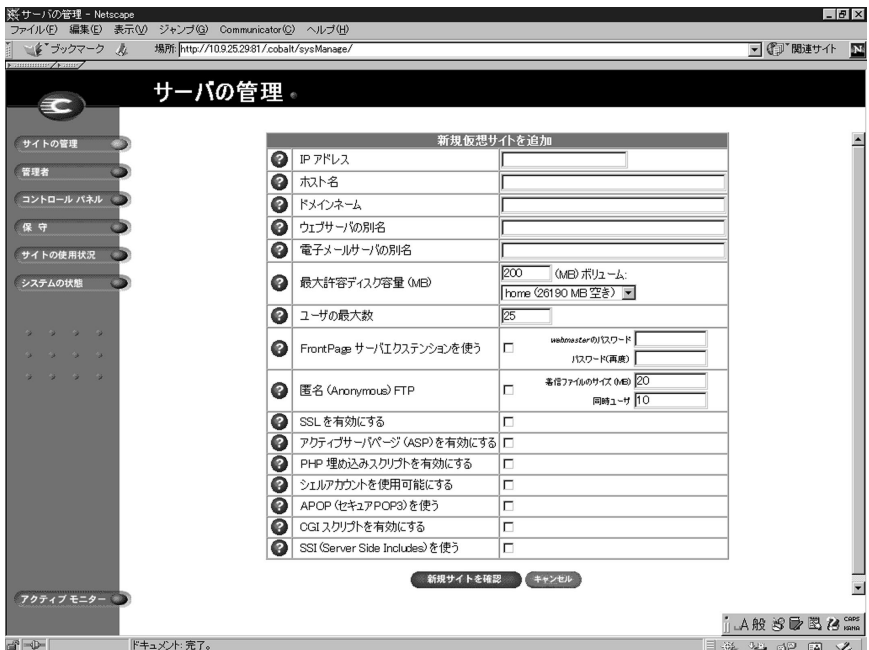 サーバの管理 - Netscape
ファイル(F) 編集(E) 表示(V) ジャンプ(G) Communicator(C) ヘルプ(H)
ブックマーク 場所: http://10.9.25.29:81/.cobalt/sysManage/ 関連サイト N
サーバの管理
サイトの管理
管理者
コントロール パネル
保 守
サイトの使用状況
システムの状態
アクティブ モニター
新規仮想サイトを追加
? IP アドレス
? ホスト名
? ドメインネーム
? ウェブサーバの別名
? 電子メールサーバの別名
? 最大許容ディスク容量 (MB) 200 (MB) ボリューム:
home (26190 MB 空き)
? ユーザの最大数 25
? FrontPage サーバエクステンションを使う webmasterのパスワード
パスワード(再度)
? 匿名 (Anonymous) FTP 着信ファイルのサイズ (MB) 20
同時ユーザ 10
? SSL を有効にする
? アクティブサーバページ (ASP) を有効にする
? PHP 埋め込みスクリプトを有効にする
? シェルアカウントを使用可能にする
? APOP (セキュアPOP3) を使う
? CGI スクリプトを有効にする
? SSI (Server Side Includes) を使う
新規サイトを確認 キャンセル
A 般 CAPS
KANA
ドキュメント: 完了。